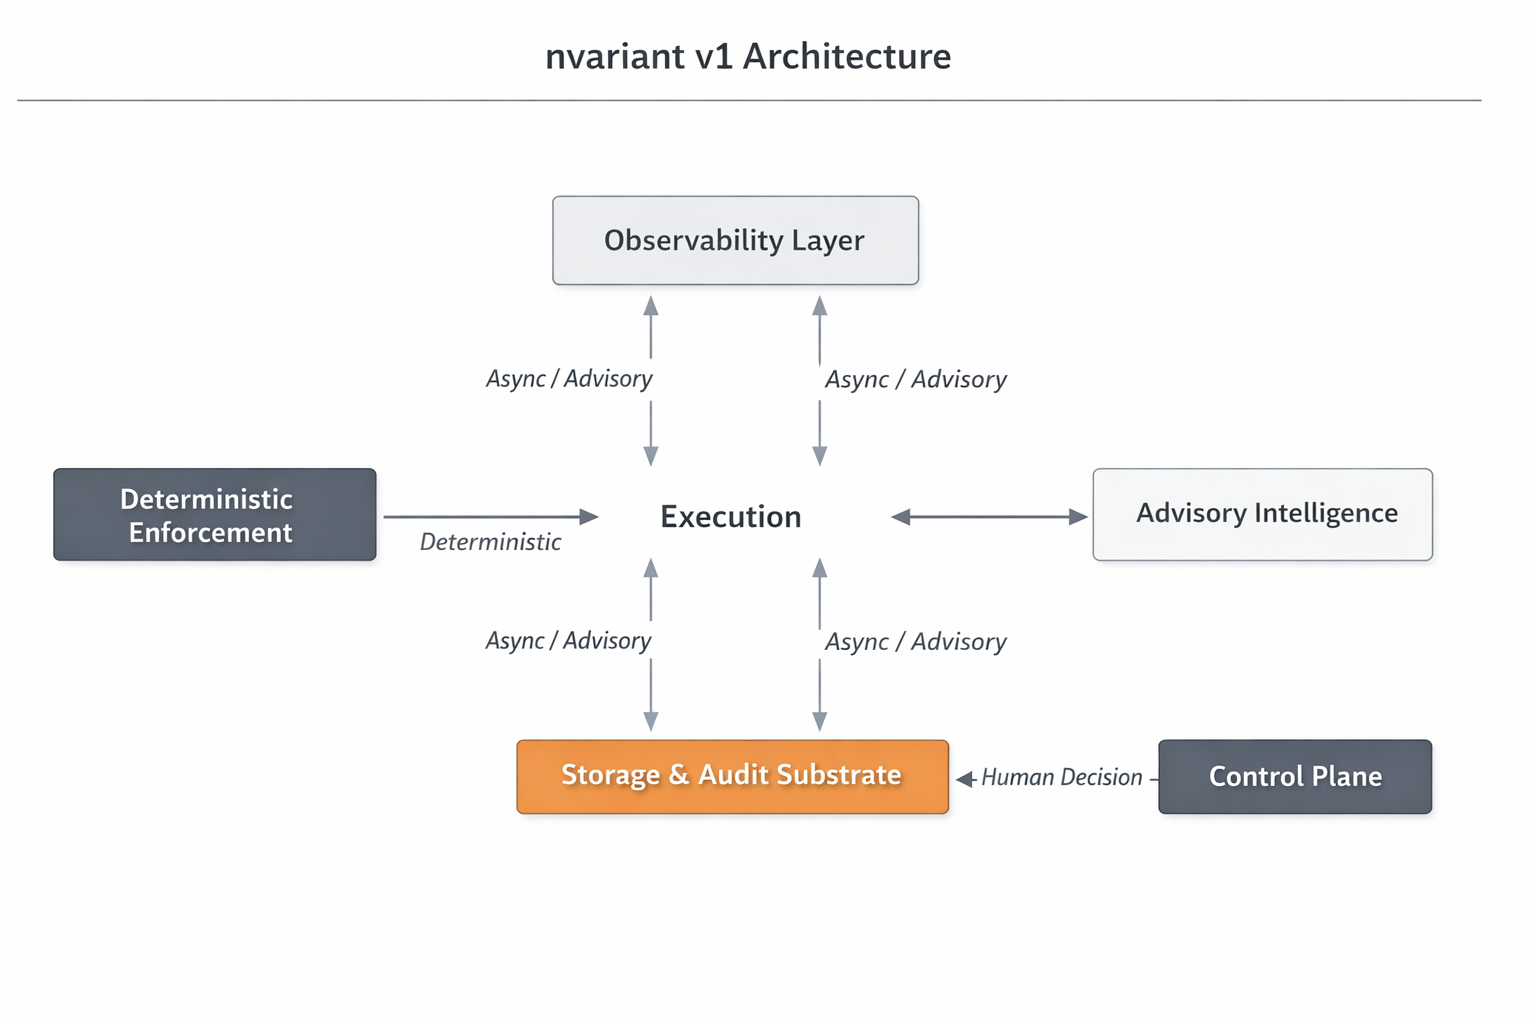 nvariant v1 Architecture
Observability Layer
Async / Advisory
Async / Advisory
Deterministic
Enforcement
Deterministic
Execution
Advisory Intelligence
Async / Advisory
Async / Advisory
Storage & Audit Substrate
Human Decision
Control Plane